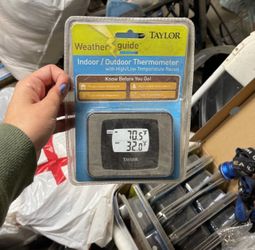 TAYLOR
Weather guide
Indoor / Outdoor Thermometer
with High/Low Temperature Recall
Know Before You Go!
70.5°F
32.0°F
TAYLOR